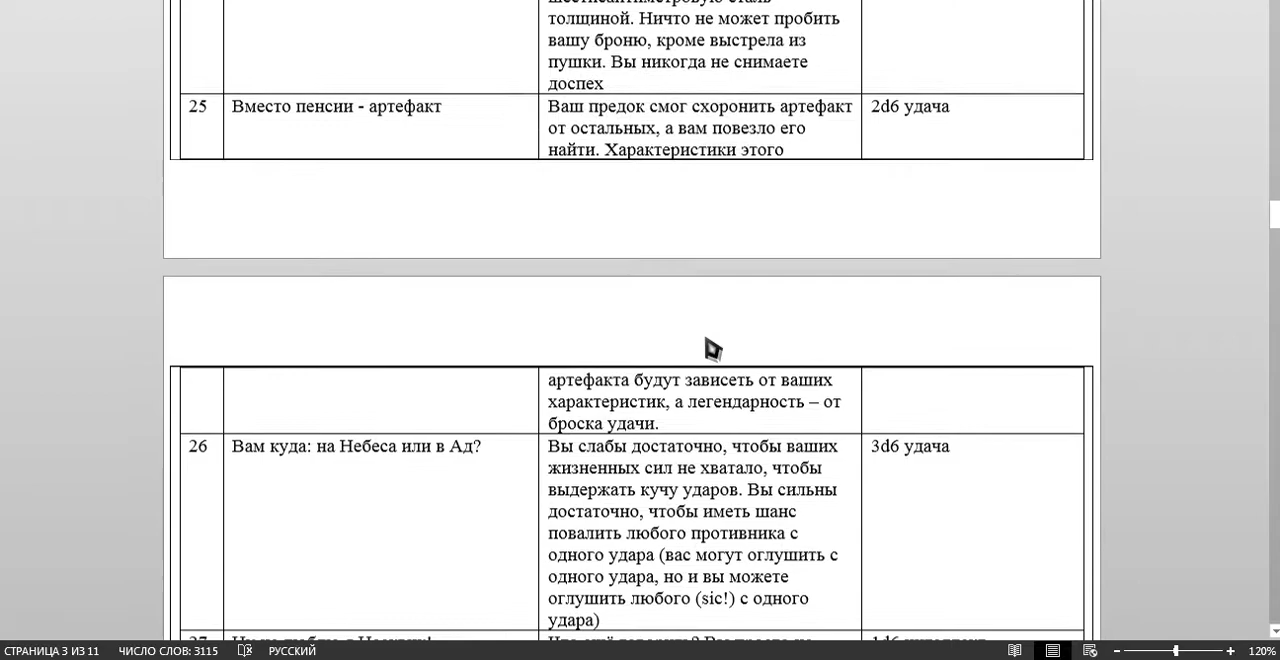 шестисантиметровую сталь
толщиной. Ничто не может пробить
вашу броню, кроме выстрела из
пушки. Вы никогда не снимаете
доспех
25 Вместо пенсии - артефакт Ваш предок смог схоронить артефакт 2d6 удача
от остальных, а вам повезло его
найти. Характеристики этого
артефакта будут зависеть от ваших
характеристик, а легендарность – от
броска удачи.
26 Вам куда: на Небеса или в Ад? Вы слабы достаточно, чтобы ваших 3d6 удача
жизненных сил не хватало, чтобы
выдержать кучу ударов. Вы сильны
достаточно, чтобы иметь шанс
повалить любого противника с
одного удара (вас могут оглушить с
одного удара, но и вы можете
оглушить любого (sic!) с одного
удара)
27
СТРАНИЦА 3 ИЗ 11 ЧИСЛО СЛОВ: 3115 РУССКИЙ 120%